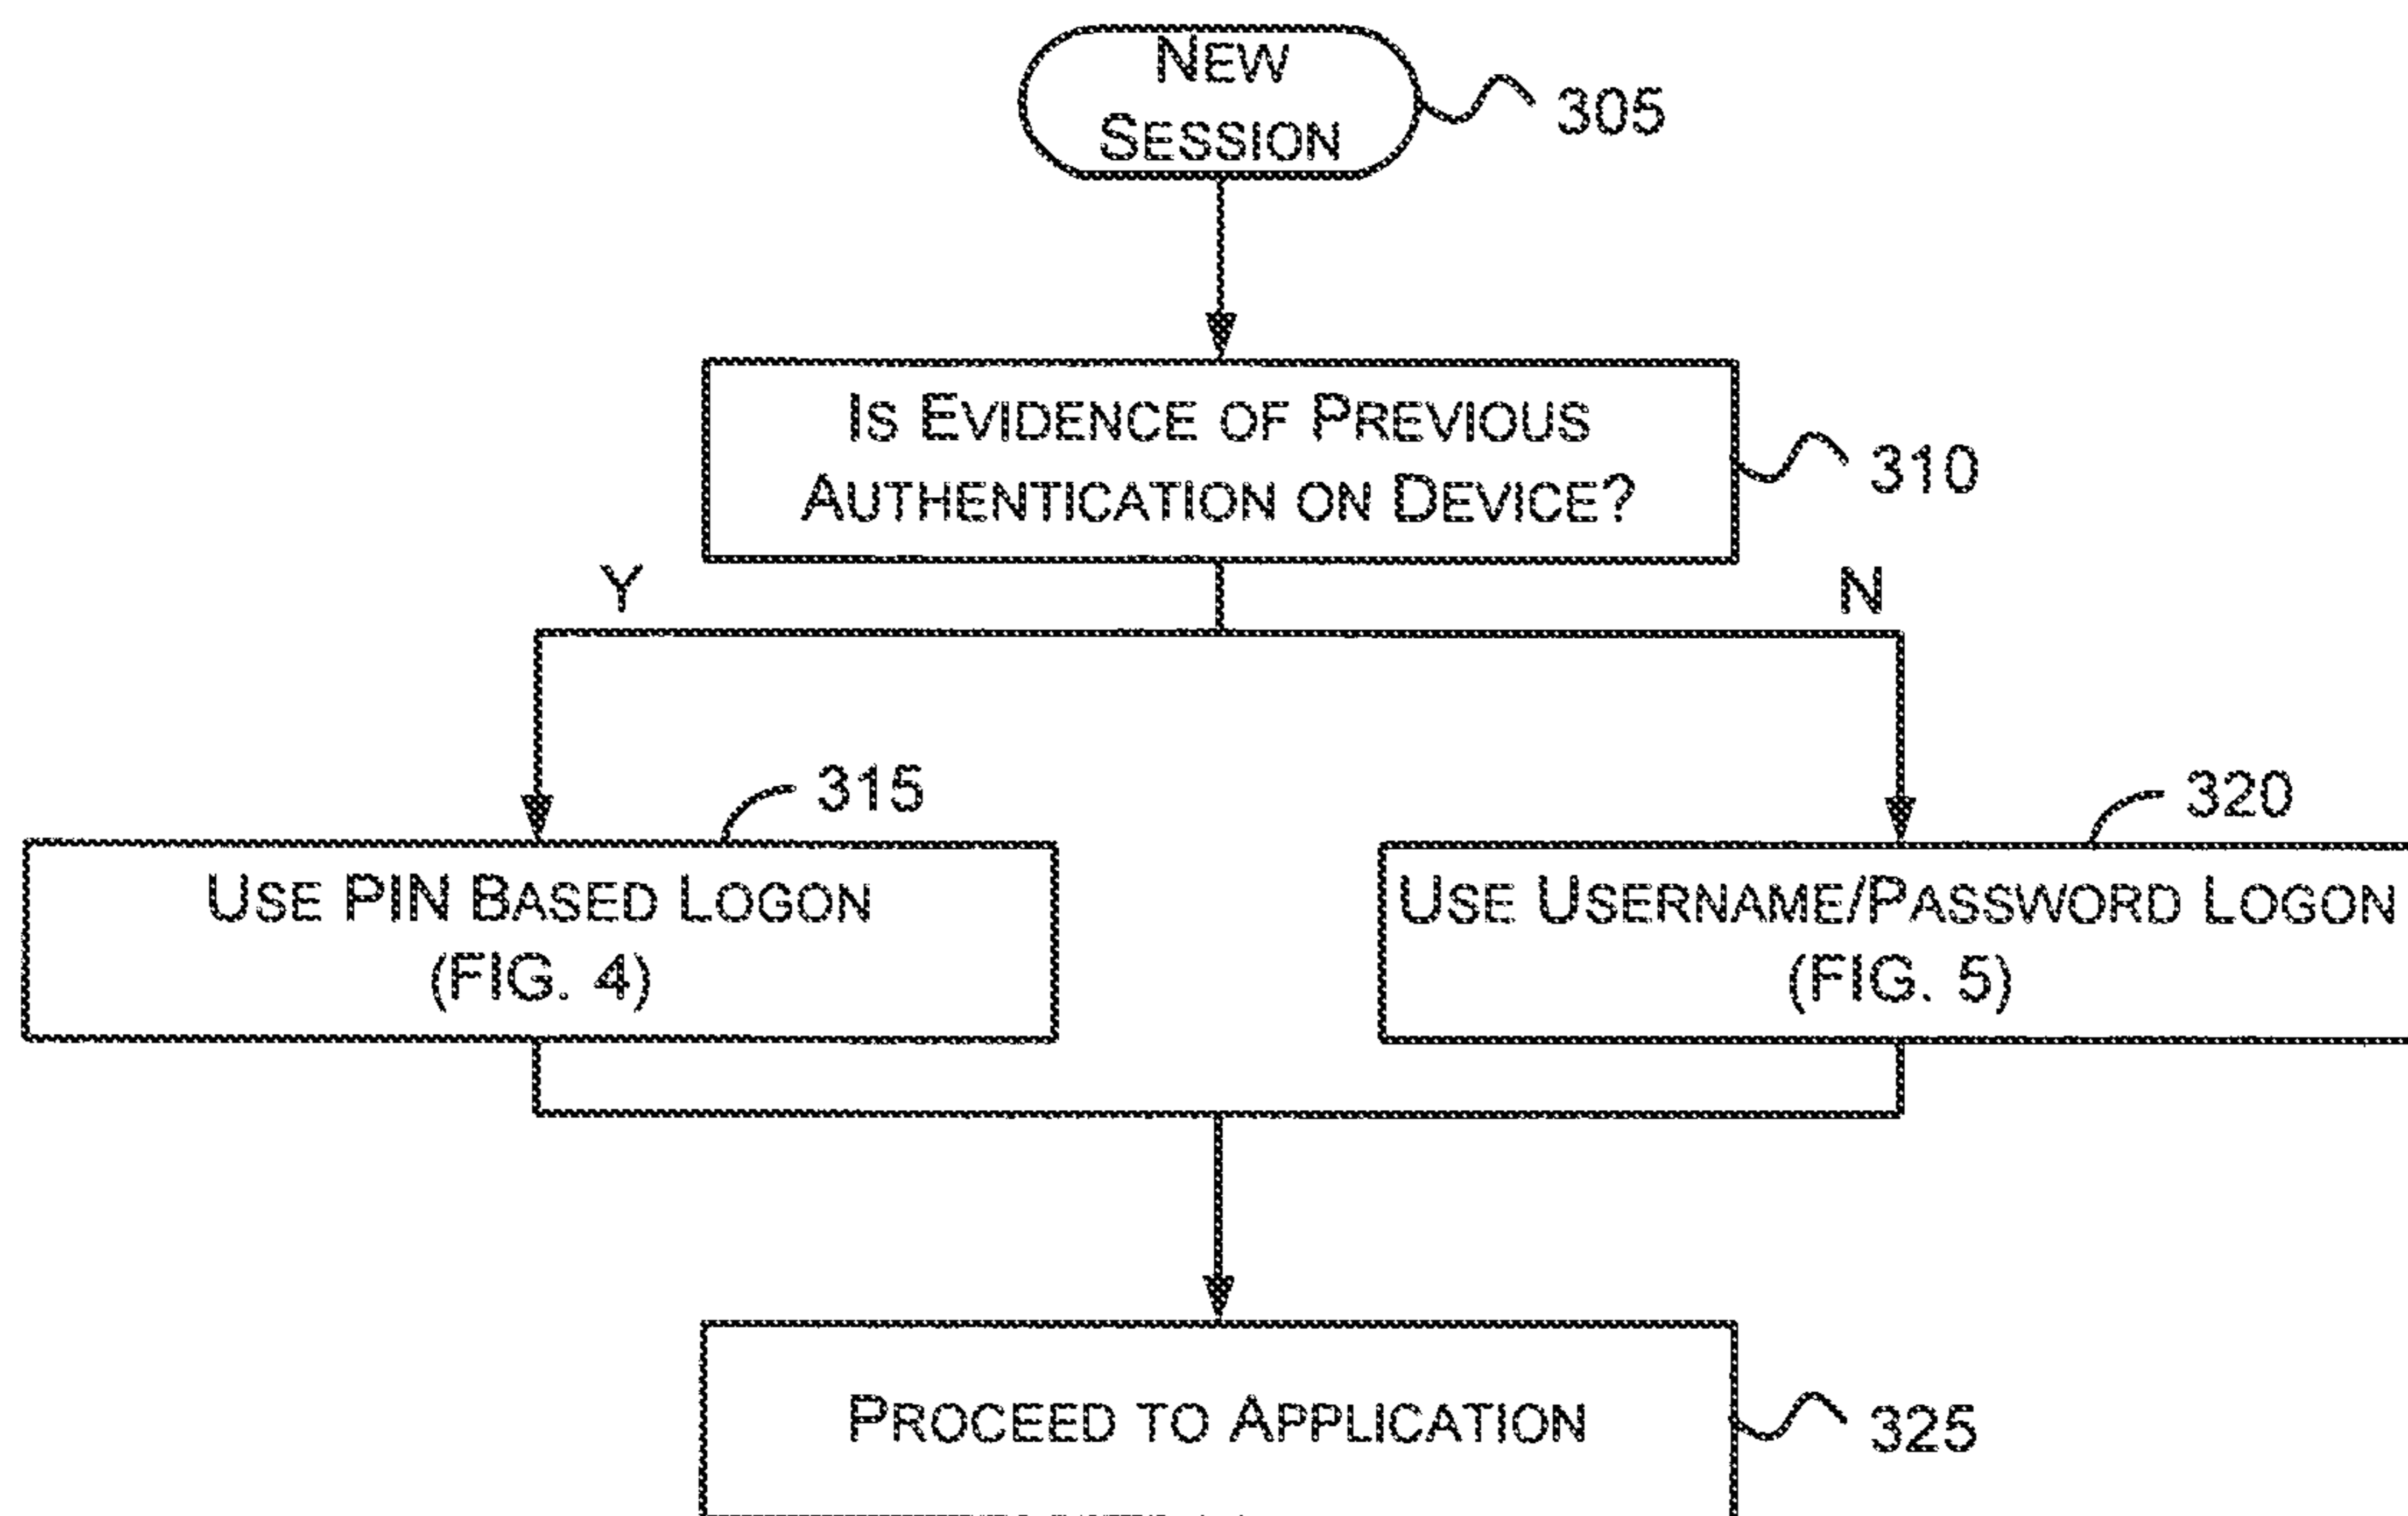 NEW
SESSION
305
IS EVIDENCE OF PREVIOUS
AUTHENTICATION ON DEVICE?
310
Y
N
315
320
USE PIN BASED LOGON
(FIG. 4)
USE USERNAME/PASSWORD LOGON
(FIG. 5)
PROCEED TO APPLICATION
325